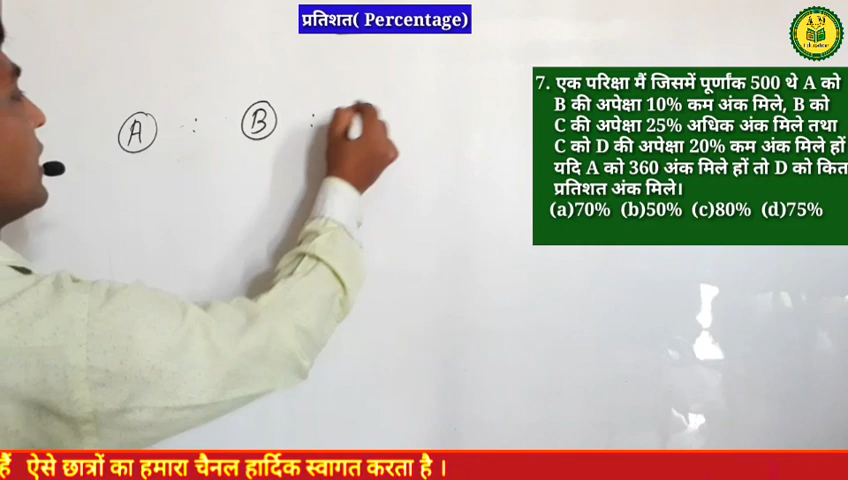 प्रतिशत( Percentage)
7. एक परिक्षा मैं जिसमें पूर्णांक 500 थे A को
B की अपेक्षा 10% कम अंक मिले, B को
C की अपेक्षा 25% अधिक अंक मिले तथा
C को D की अपेक्षा 20% कम अंक मिले हों
यदि A को 360 अंक मिले हों तो D को कित
प्रतिशत अंक मिले।
(a)70% (b)50% (c)80% (d)75%
A : B :
हैं ऐसे छात्रों का हमारा चैनल हार्दिक स्वागत करता है ।